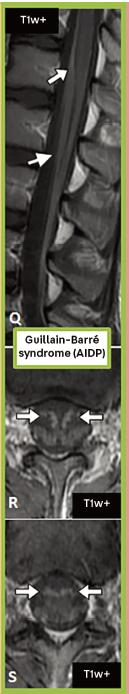 T1w+
Q
Guillain-Barré
syndrome (AIDP)
R
T1w+
S
T1w+